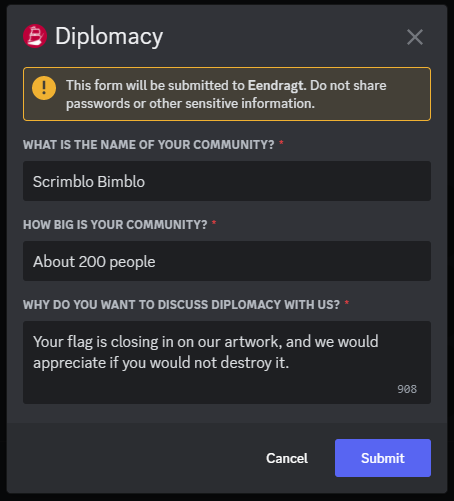 Diplomacy
This form will be submitted to Eendragt. Do not share
passwords or other sensitive information.
WHAT IS THE NAME OF YOUR COMMUNITY? *
Scrimblo Bimblo
HOW BIG IS YOUR COMMUNITY? *
About 200 people
WHY DO YOU WANT TO DISCUSS DIPLOMACY WITH US? *
Your flag is closing in on our artwork, and we would
appreciate if you would not destroy it.
908
Cancel
Submit